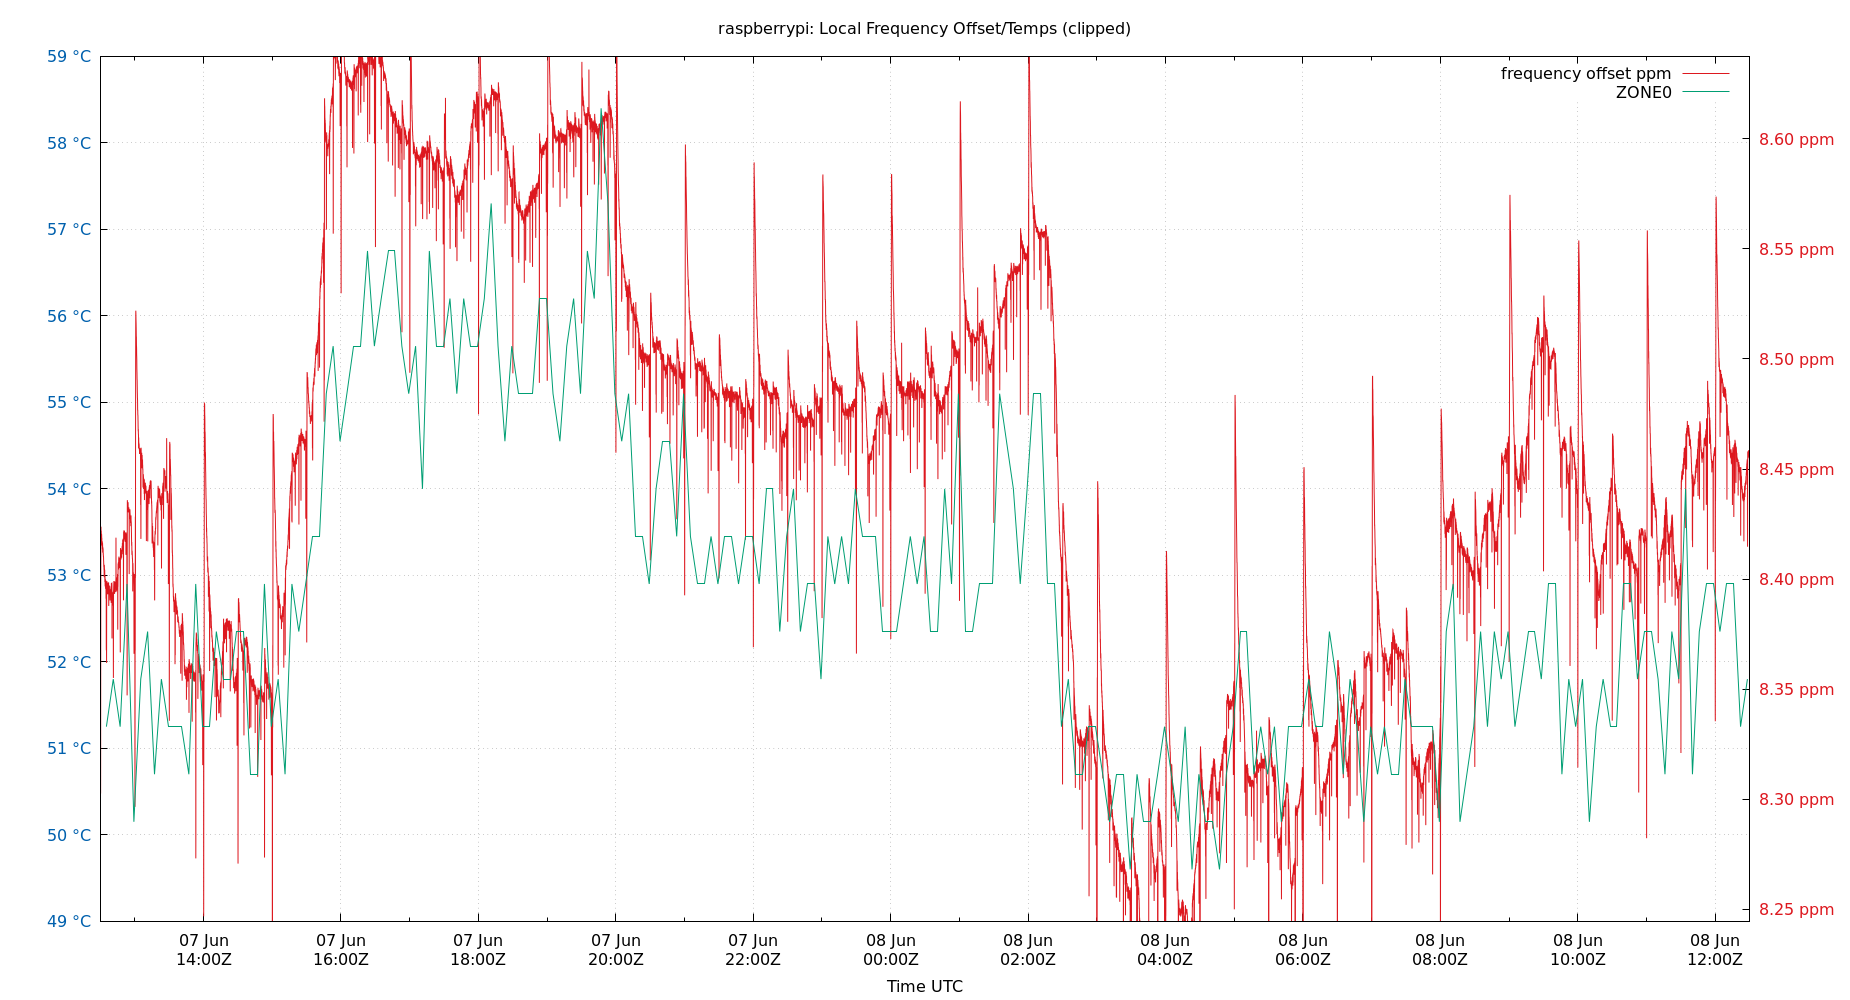 raspberrypi: Local Frequency Offset/Temps (clipped)
59 °C
58 °C
57 °C
56 °C
55 °C
54 °C
53 °C
52 °C
51 °C
50 °C
49 °C
frequency offset ppm
ZONE0
8.60 ppm
8.55 ppm
8.50 ppm
8.45 ppm
8.40 ppm
8.35 ppm
8.30 ppm
8.25 ppm
07 Jun 07 Jun 07 Jun 07 Jun 07 Jun 08 Jun 08 Jun 08 Jun 08 Jun 08 Jun 08 Jun 08 Jun
14:00Z 16:00Z 18:00Z 20:00Z 22:00Z 00:00Z 02:00Z 04:00Z 06:00Z 08:00Z 10:00Z 12:00Z
Time UTC